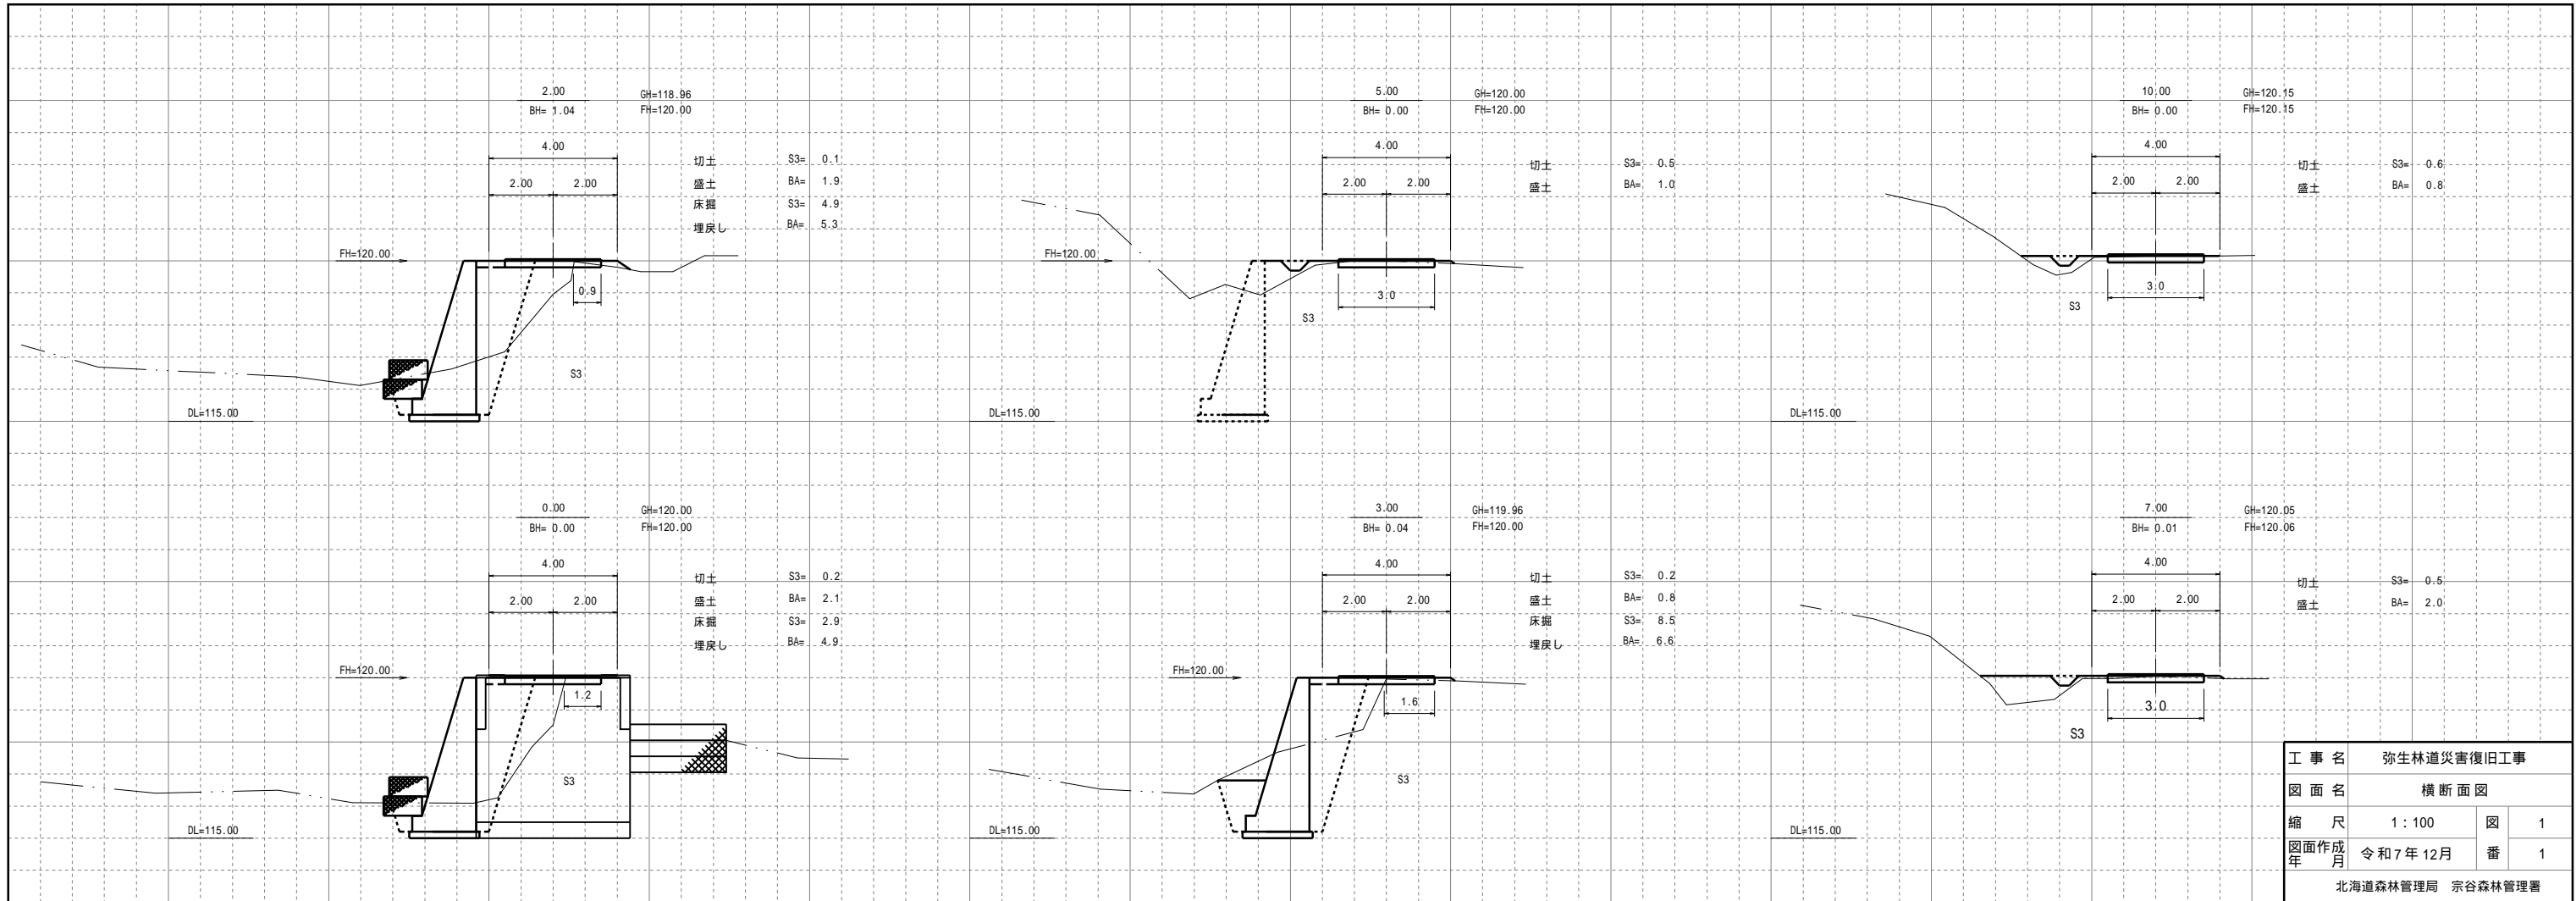 2.00
BH= 1.04
GH=118.96
FH=120.00
4.00
2.00 2.00
切土 S3= 0.1
盛土 BA= 1.9
床掘 S3= 4.9
埋戻し BA= 5.3
FH=120.00
0.9
S3
DL=115.00
5.00
BH= 0.00
GH=120.00
FH=120.00
4.00
2.00 2.00
切土 S3= 0.5
盛土 BA= 1.0
FH=120.00
3.0
S3
DL=115.00
10.00
BH= 0.00
GH=120.15
FH=120.15
4.00
2.00 2.00
切土 S3= 0.6
盛土 BA= 0.8
3.0
S3
DL=115.00
0.00
BH= 0.00
GH=120.00
FH=120.00
4.00
2.00 2.00
切土 S3= 0.2
盛土 BA= 2.1
床掘 S3= 2.9
埋戻し BA= 4.9
FH=120.00
1.2
S3
DL=115.00
3.00
BH= 0.04
GH=119.96
FH=120.00
4.00
2.00 2.00
切土 S3= 0.2
盛土 BA= 0.8
床掘 S3= 8.5
埋戻し BA= 6.6
FH=120.00
1.6
S3
DL=115.00
7.00
BH= 0.01
GH=120.05
FH=120.06
4.00
2.00 2.00
切土 S3= 0.5
盛土 BA= 2.0
3.0
S3
DL=115.00
工事名 弥生林道災害復旧工事
図面名 横断面図
縮尺 1：100 図 1
図面作成年月 令和7年12月 番 1
北海道森林管理局 宗谷森林管理署